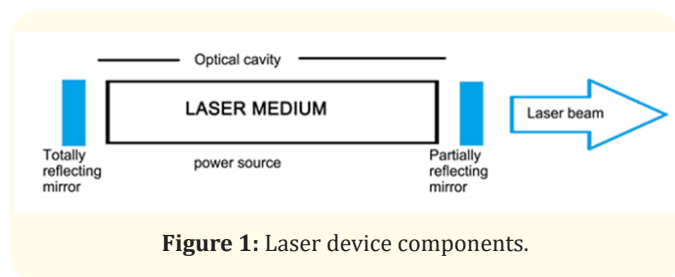 Optical cavity
LASER MEDIUM
Laser beam
Totally
reflecting
mirror
power source
Partially
reflecting
mirror
Figure 1: Laser device components.